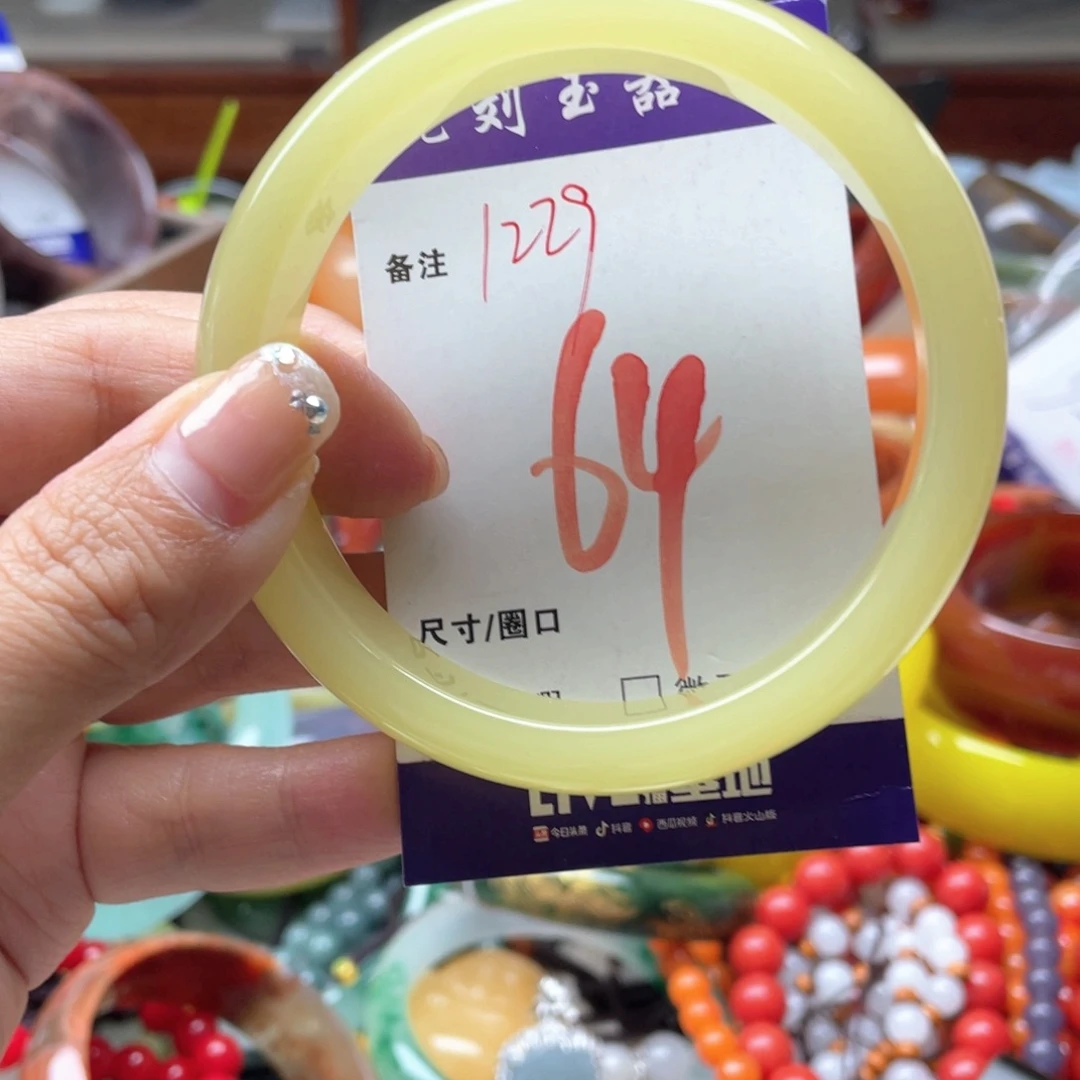 刘玉器
备注 1229
64
尺寸/圈口
今日头条 抖音 西瓜视频 抖音火山版